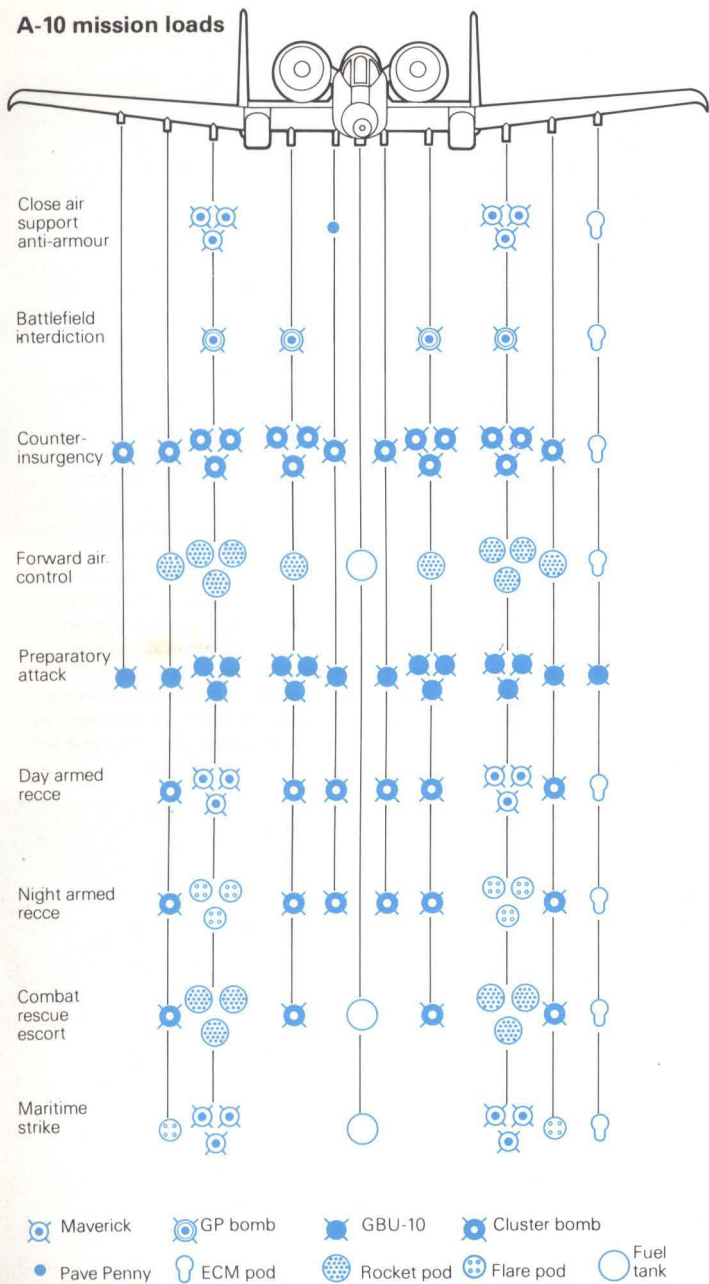 A-10 mission loads
Close air
support
anti-armour
Battlefield
interdiction
Counter-
insurgency
Forward air
control
Preparatory
attack
Day armed
recce
Night armed
recce
Combat
rescue
escort
Maritime
strike
Maverick GP bomb GBU-10 Cluster bomb
Pave Penny ECM pod Rocket pod Flare pod Fuel
tank